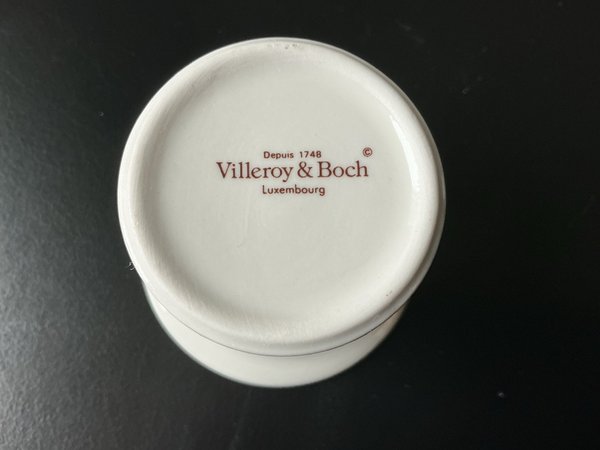 Depuis 1748
Villeroy & Boch ©
Luxembourg